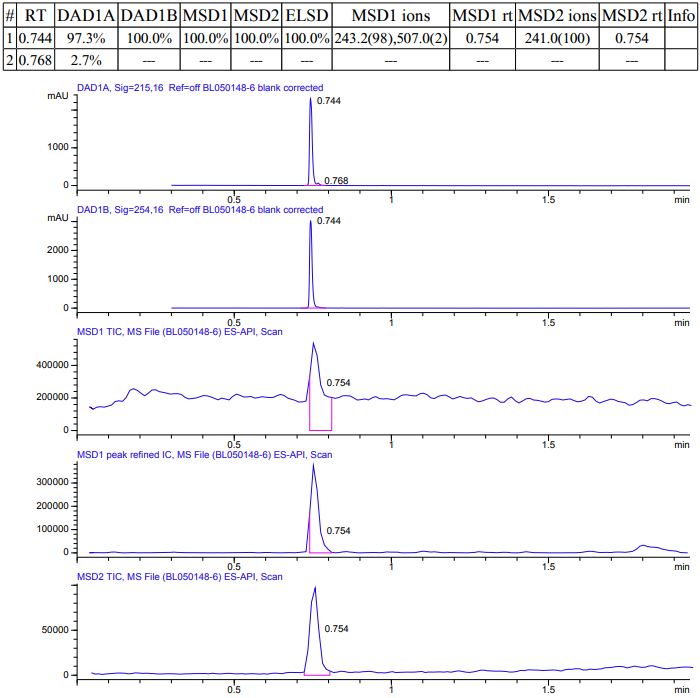 # RT DAD1A DAD1B MSD1 MSD2 ELSD MSD1 ions MSD1 rt MSD2 ions MSD2 rt Info
1 0.744 97.3% 100.0% 100.0% 100.0% 100.0% 243.2(98),507.0(2) 0.754 241.0(100) 0.754
2 0.768 2.7% --- --- --- --- --- --- --- ---
DAD1A, Sig=215,16 Ref=off BL050148-6 blank corrected
mAU
0.744
1000
0.768
0
0.5 1 1.5 min
DAD1B, Sig=254,16 Ref=off BL050148-6 blank corrected
mAU
0.744
2000
1000
0
0.5 1 1.5 min
MSD1 TIC, MS File (BL050148-6) ES-API, Scan
400000
0.754
200000
0
0.5 1 1.5 min
MSD1 peak refined IC, MS File (BL050148-6) ES-API, Scan
300000
200000
100000
0.754
0
0.5 1 1.5 min
MSD2 TIC, MS File (BL050148-6) ES-API, Scan
50000
0.754
0
0.5 1 1.5 min